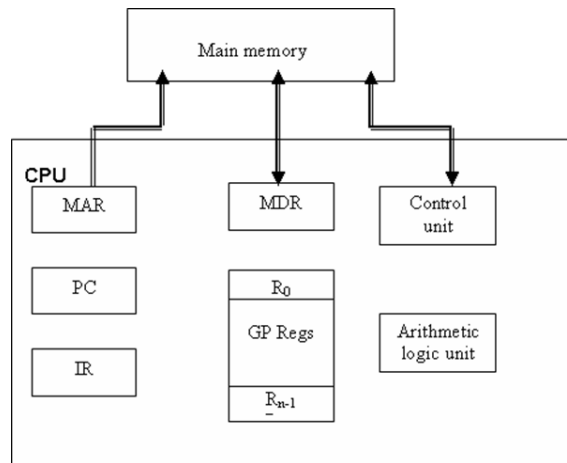 Main memory
CPU
MAR
MDR
Control
unit
PC
R0
GP Regs
Arithmetic
logic unit
IR
Rn-1